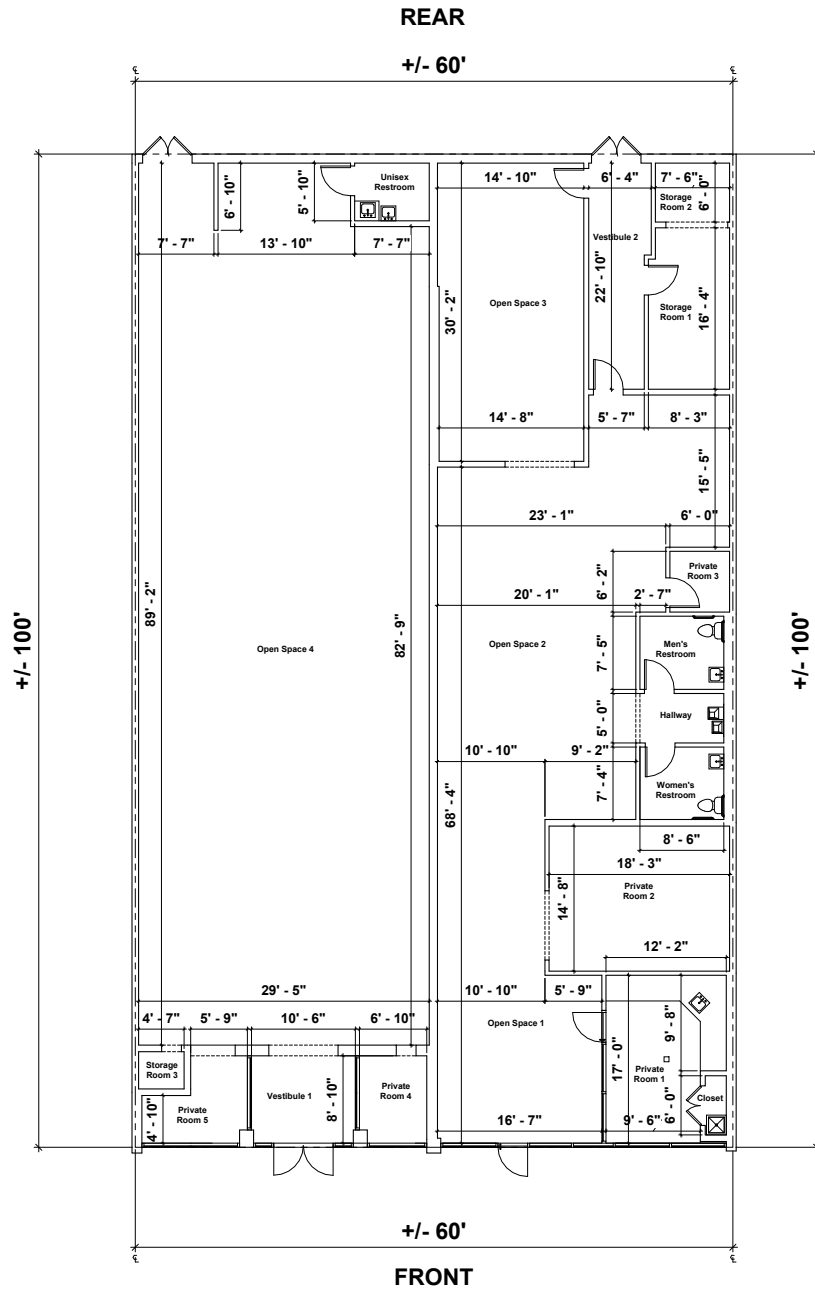 REAR
+/- 60'
℄
℄
14' - 10"
6' - 4"
7' - 6"
Unisex
Restroom
6' - 10"
5' - 10"
6' - 0"
Storage
Room 2
7' - 7"
13' - 10"
7' - 7"
Vestibule 2
22' - 10"
30' - 2"
Open Space 3
Storage
Room 1
16' - 4"
14' - 8"
5' - 7"
8' - 3"
15' - 5"
23' - 1"
6' - 0"
Private
Room 3
6' - 2"
20' - 1"
2' - 7"
+/- 100'
89' - 2"
Open Space 4
82' - 9"
Open Space 2
Men's
Restroom
7' - 5"
+/- 100'
Hallway
5' - 0"
10' - 10"
9' - 2"
7' - 4"
Women's
Restroom
68' - 4"
8' - 6"
18' - 3"
Private
Room 2
14' - 8"
12' - 2"
29' - 5"
10' - 10"
5' - 9"
4' - 7"
5' - 9"
10' - 6"
6' - 10"
Open Space 1
9' - 8"
17' - 0"
Storage
Room 3
Private
Room 1
Vestibule 1
8' - 10"
Private
Room 4
Closet
6' - 0"
Private
Room 5
4' - 10"
16' - 7"
9' - 6"
+/- 60'
℄
℄
FRONT